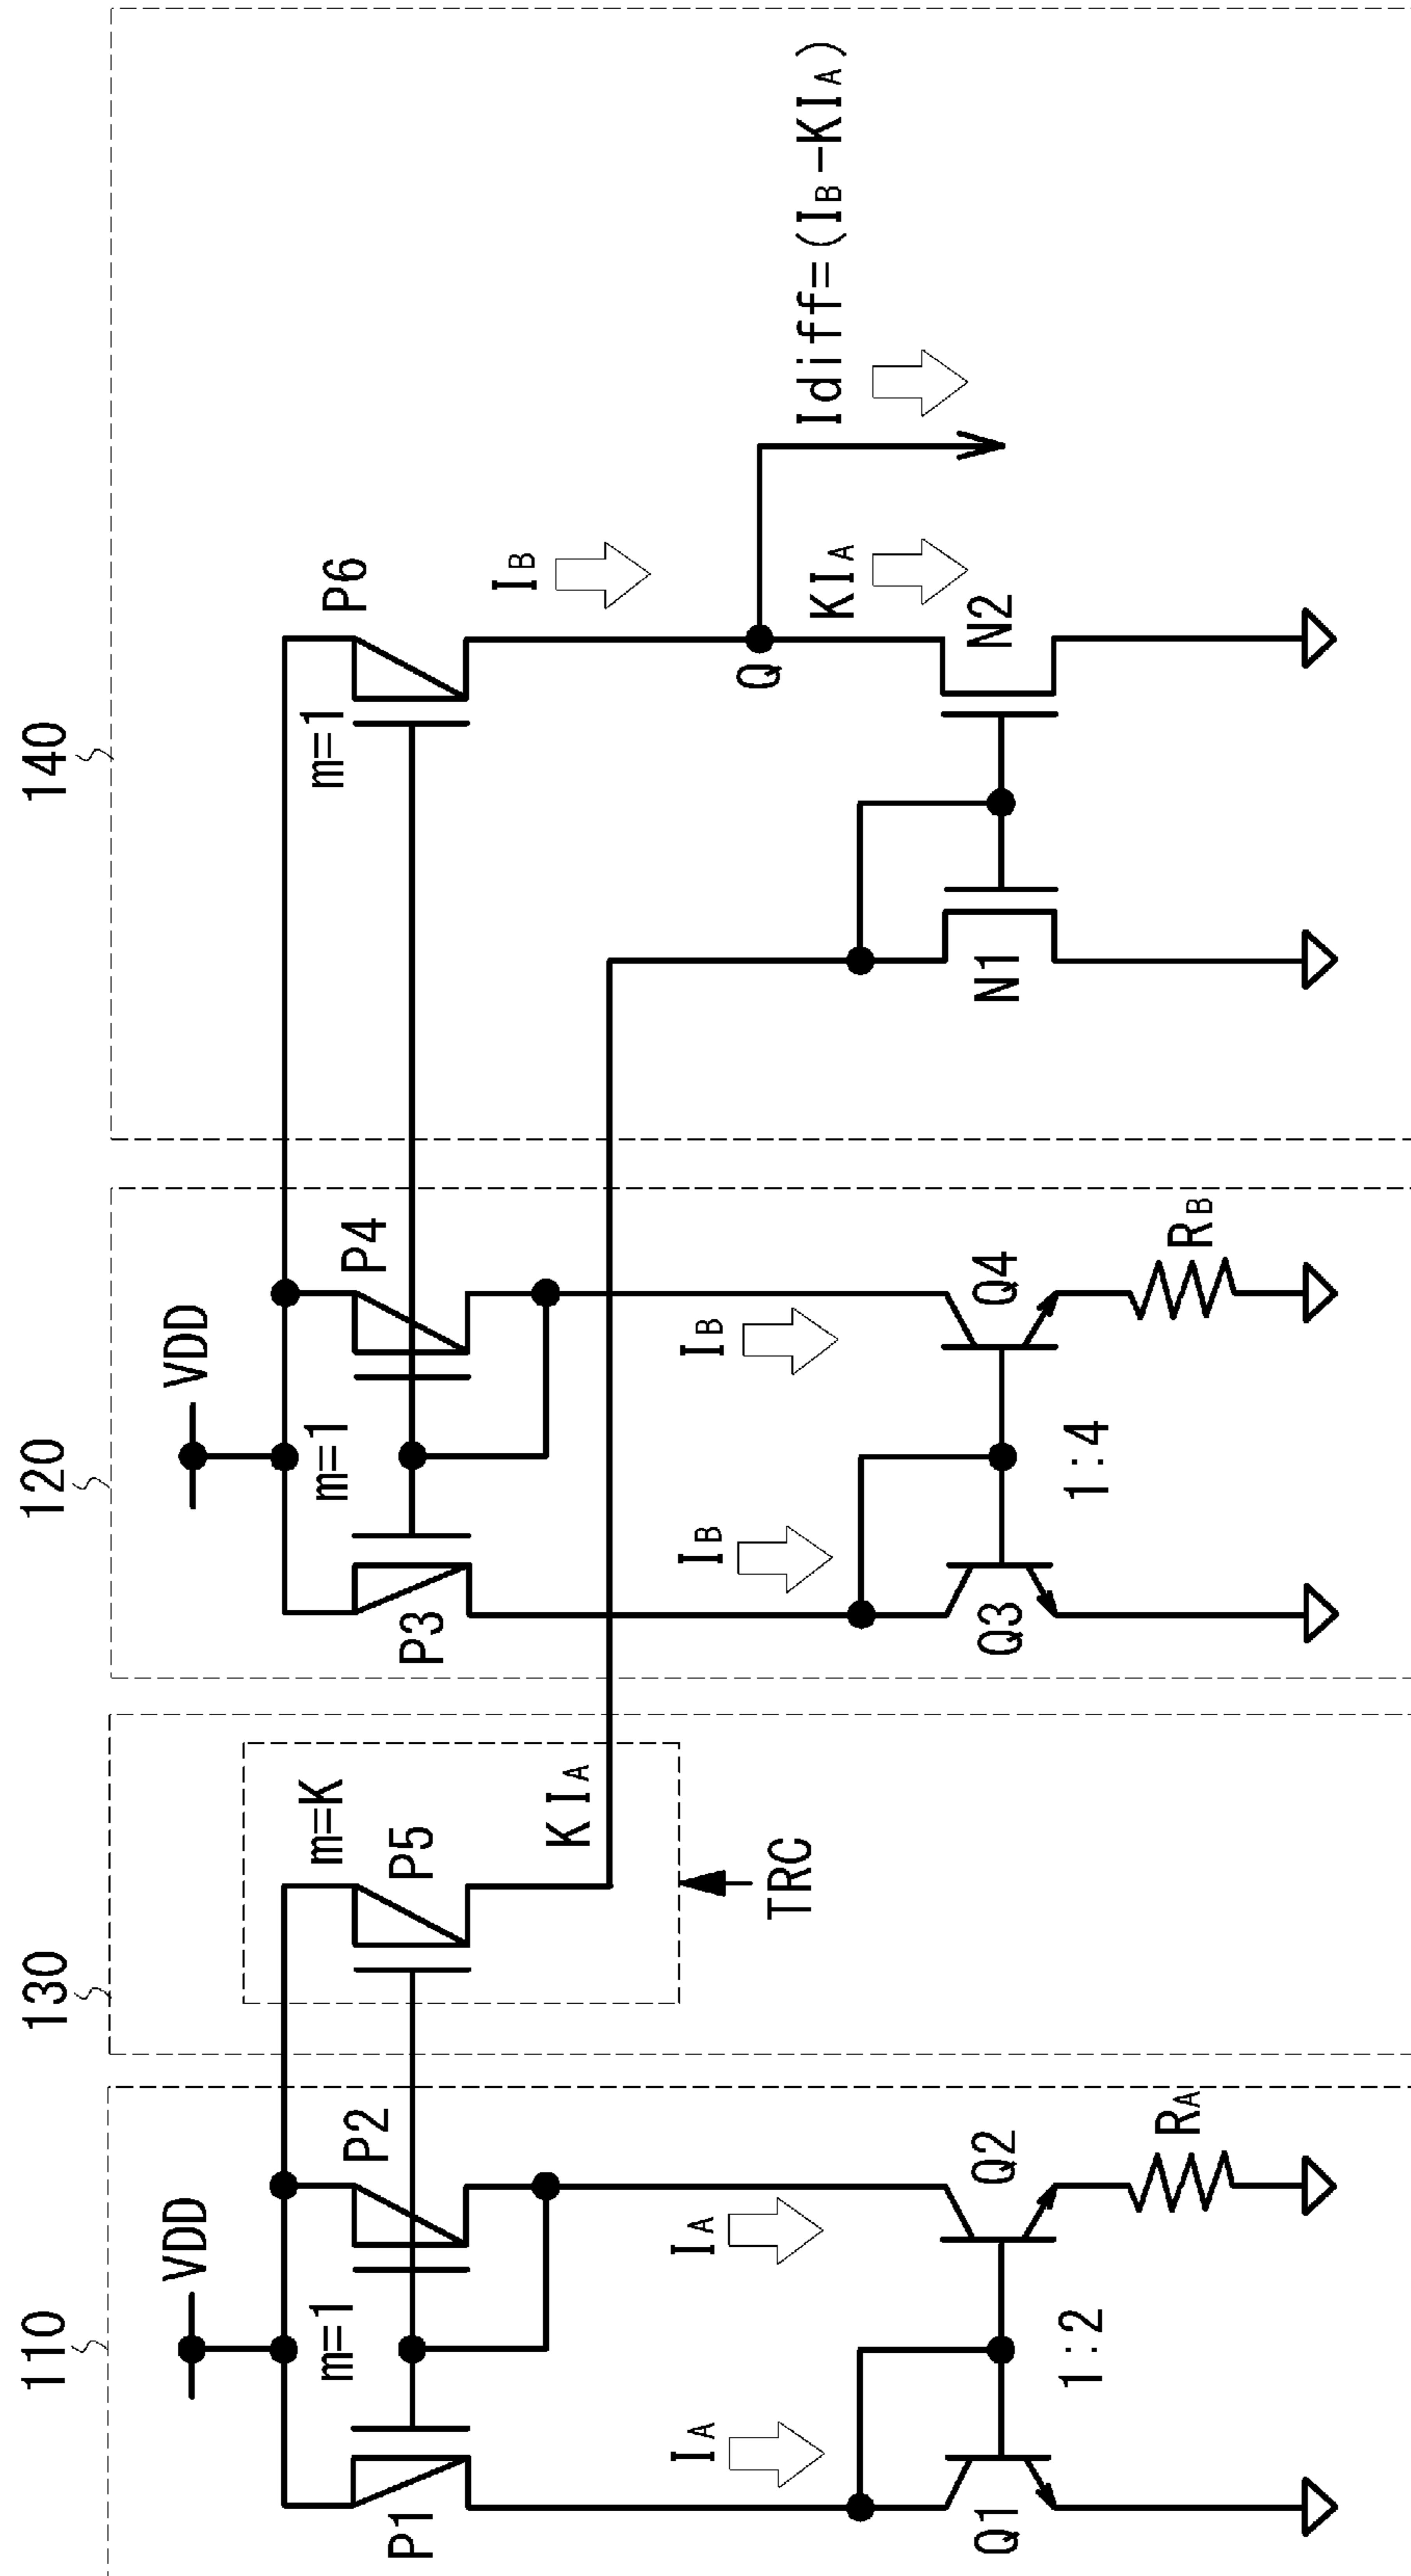 110
130
120
140
VDD
VDD
m=1
m=K
m=1
m=1
P1
P2
P5
P3
P4
P6
KIA
IB
TRC
IA
IA
IB
IB
Q
KIA
Idiff=(IB-KIA)
Q1
Q2
Q3
Q4
N1
N2
1:2
1:4
RA
RB